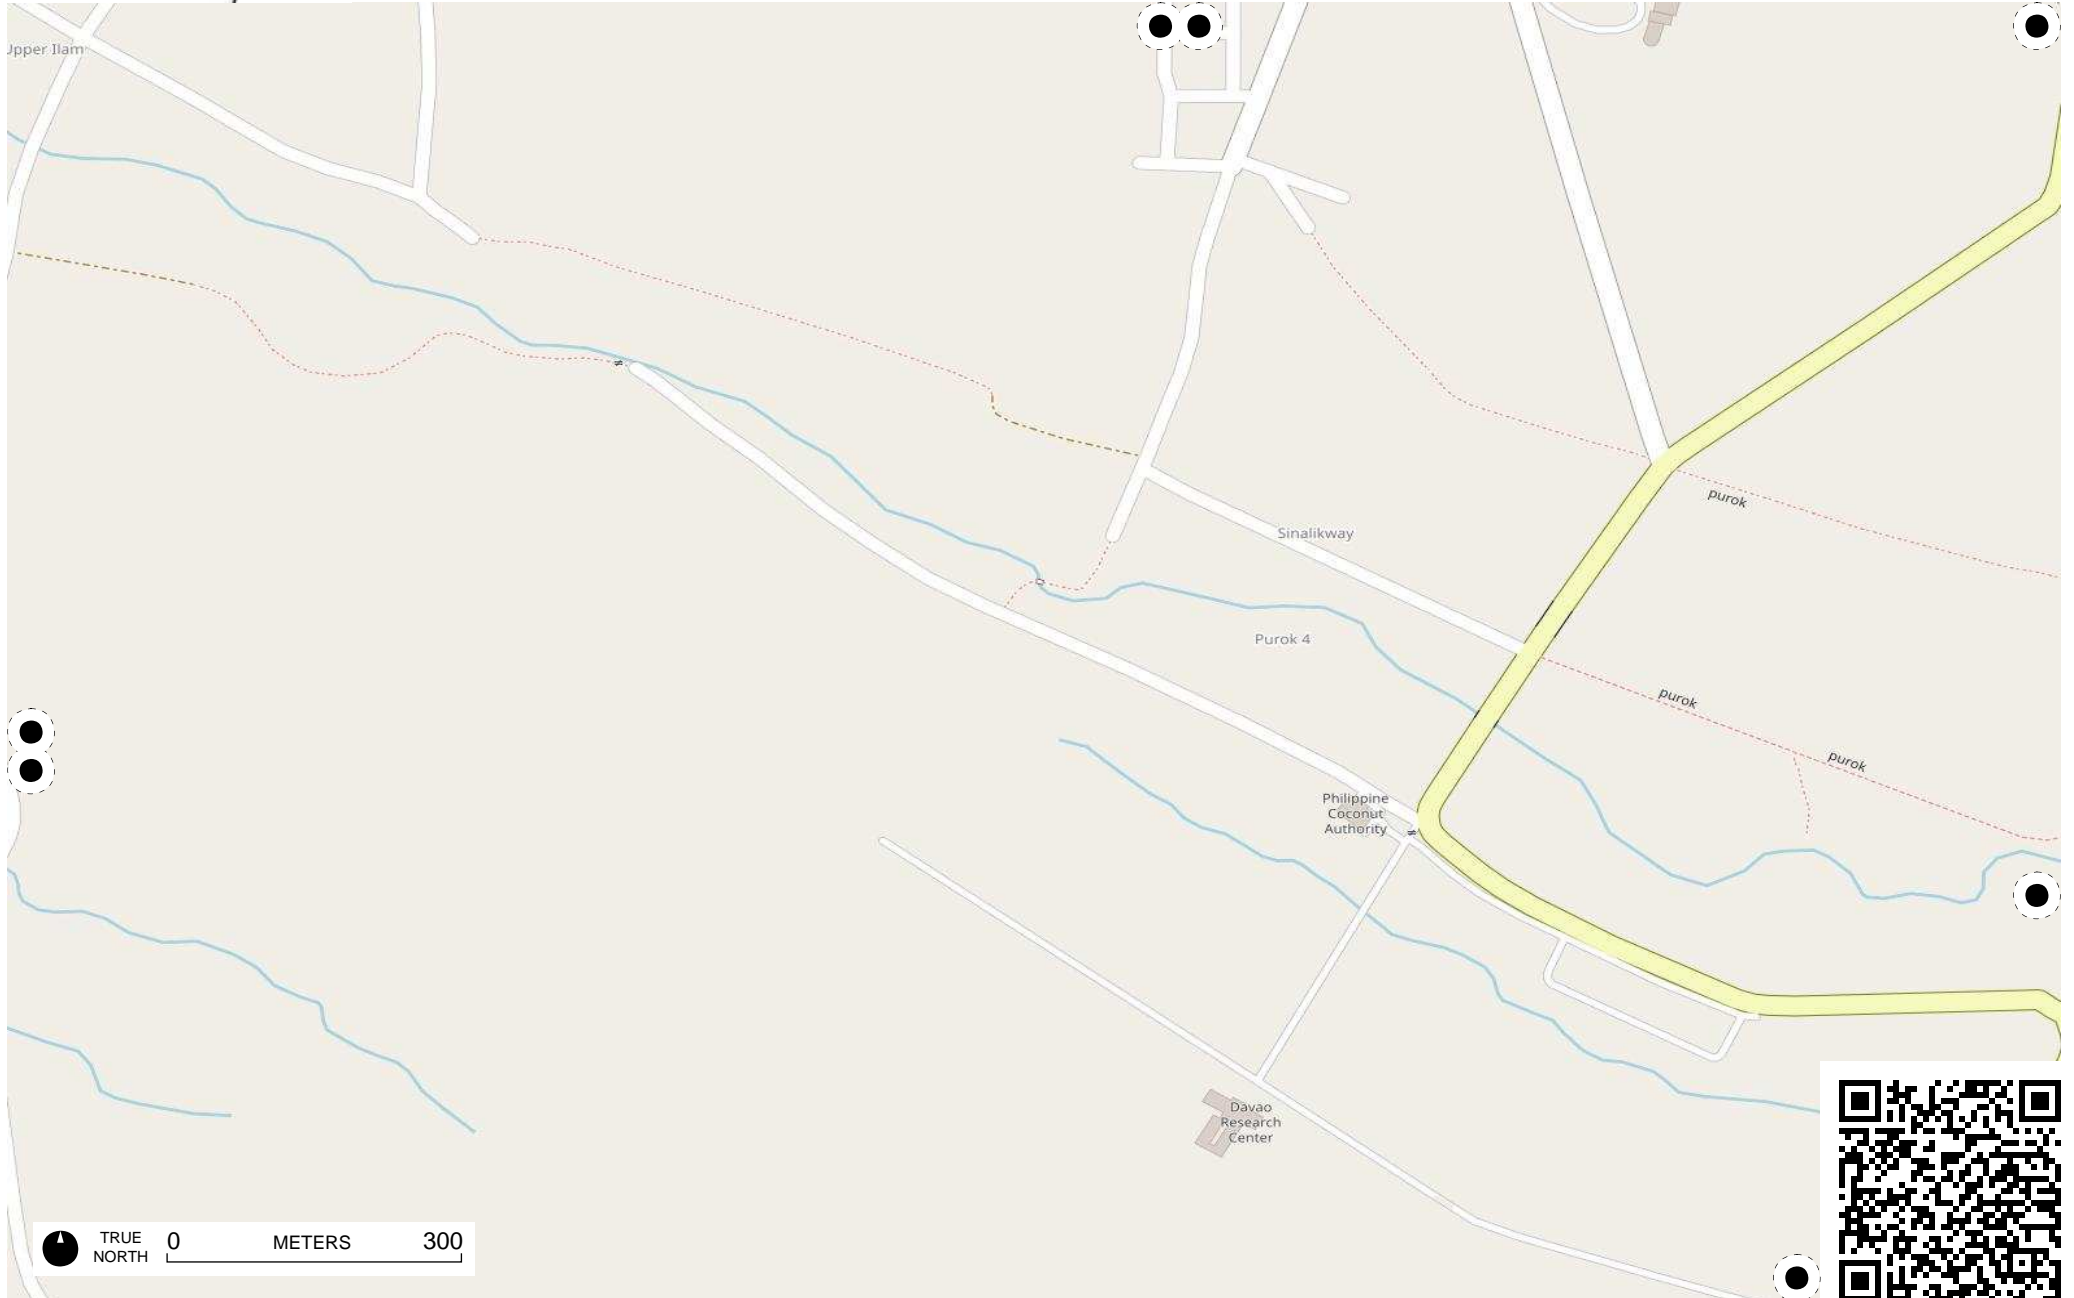 Upper Ilam
purok
Sinalikway
Purok 4
purok
purok
Philippine
Coconut
Authority
Davao
Research
Center
TRUE
NORTH
0 METERS 300